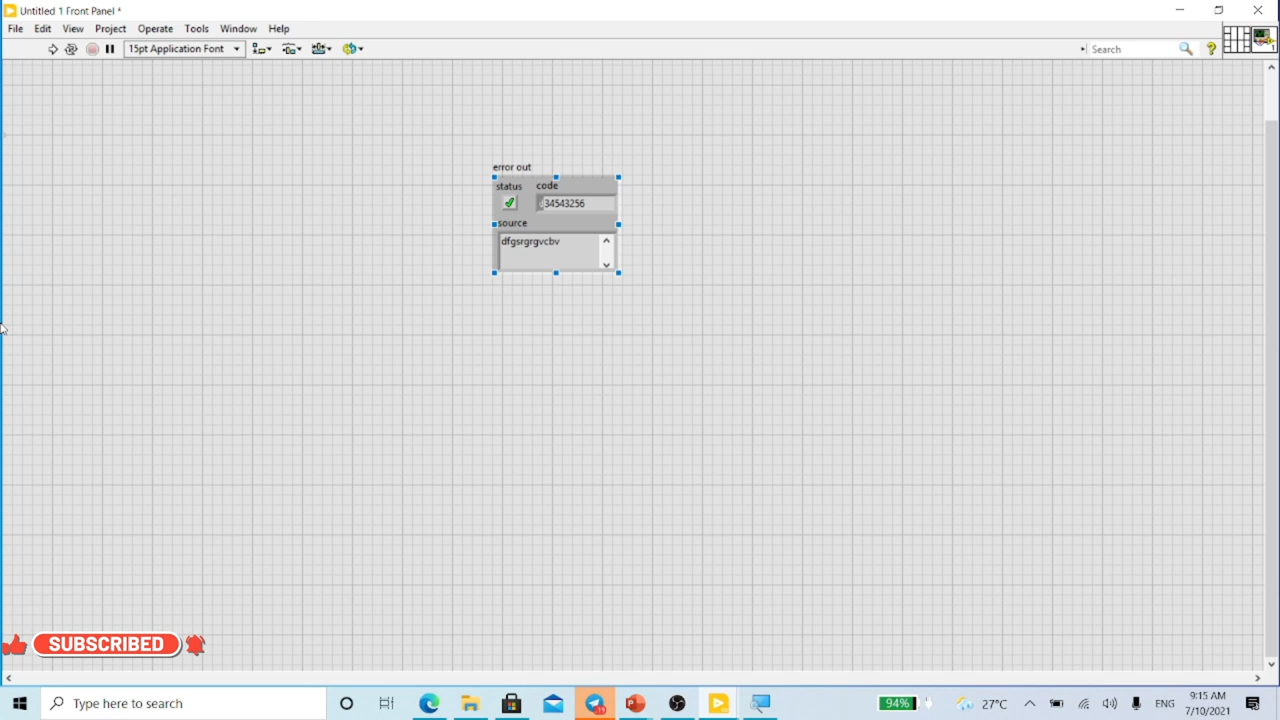 Untitled 1 Front Panel *
File Edit View Project Operate Tools Window Help
15pt Application Font
Search
error out
status code
34543256
source
dfgsrgrgvcbv
SUBSCRIBED
Type here to search
94%
27°C
ENG
9:15 AM
7/10/2021